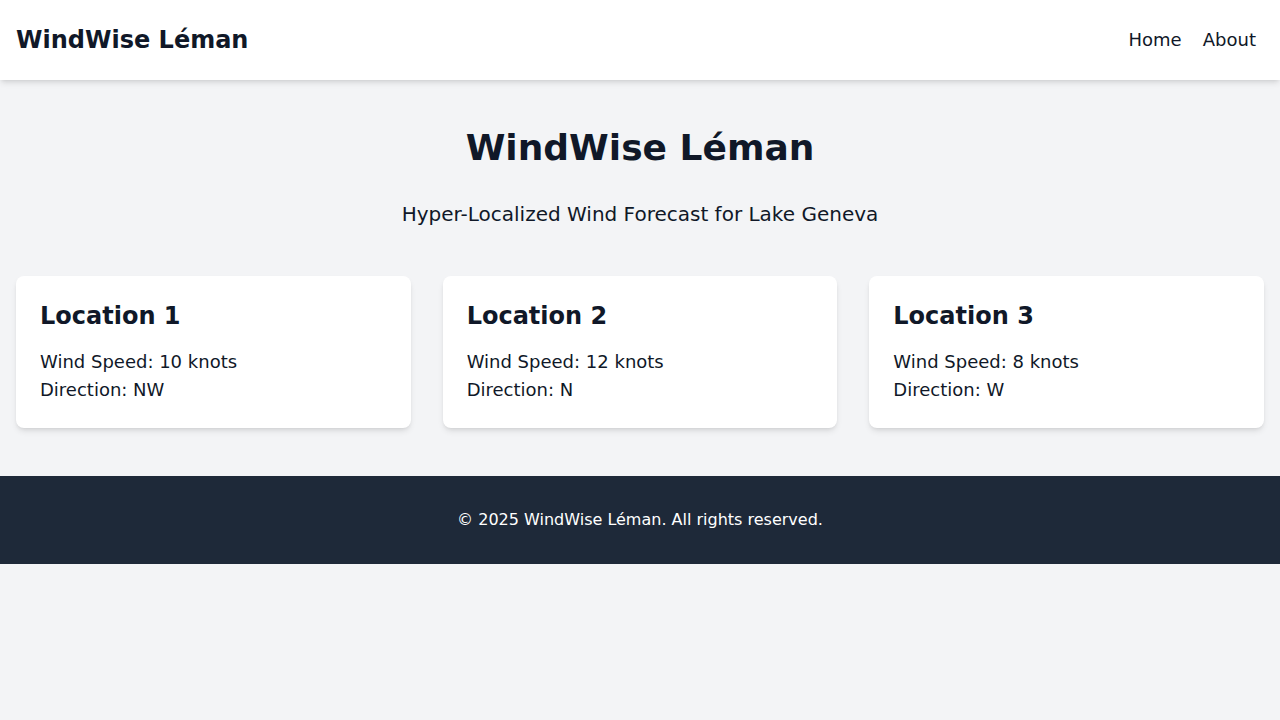 WindWise Léman
Home About
WindWise Léman
Hyper-Localized Wind Forecast for Lake Geneva
Location 1
Wind Speed: 10 knots
Direction: NW
Location 2
Wind Speed: 12 knots
Direction: N
Location 3
Wind Speed: 8 knots
Direction: W
© 2025 WindWise Léman. All rights reserved.